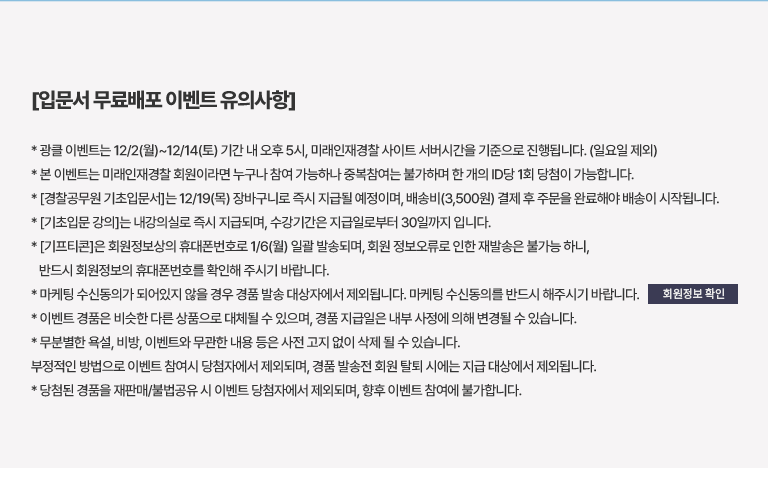 [입문서 무료배포 이벤트 유의사항]
* 광클 이벤트는 12/2(월)~12/14(토) 기간 내 오후 5시, 미래인재경찰 사이트 서버시간을 기준으로 진행됩니다. (일요일 제외)
* 본 이벤트는 미래인재경찰 회원이라면 누구나 참여 가능하나 중복참여는 불가하며 한 개의 ID당 1회 당첨이 가능합니다.
* [경찰공무원 기초입문서]는 12/19(목) 장바구니로 즉시 지급될 예정이며, 배송비(3,500원) 결제 후 주문을 완료해야 배송이 시작됩니다.
* [기초입문 강의]는 내강의실로 즉시 지급되며, 수강기간은 지급일로부터 30일까지 입니다.
* [기프티콘]은 회원정보상의 휴대폰번호로 1/6(월) 일괄 발송되며, 회원 정보오류로 인한 재발송은 불가능 하니,
반드시 회원정보의 휴대폰번호를 확인해 주시기 바랍니다.
* 마케팅 수신동의가 되어있지 않을 경우 경품 발송 대상자에서 제외됩니다. 마케팅 수신동의를 반드시 해주시기 바랍니다. 회원정보 확인
* 이벤트 경품은 비슷한 다른 상품으로 대체될 수 있으며, 경품 지급일은 내부 사정에 의해 변경될 수 있습니다.
* 무분별한 욕설, 비방, 이벤트와 무관한 내용 등은 사전 고지 없이 삭제 될 수 있습니다.
부정적인 방법으로 이벤트 참여시 당첨자에서 제외되며, 경품 발송전 회원 탈퇴 시에는 지급 대상에서 제외됩니다.
* 당첨된 경품을 재판매/불법공유 시 이벤트 당첨자에서 제외되며, 향후 이벤트 참여에 불가합니다.